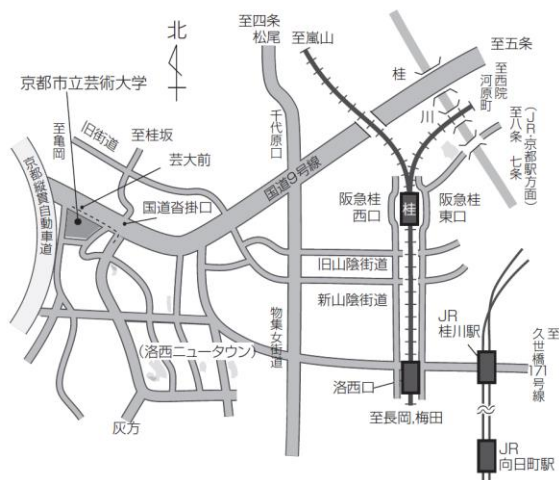 北
至四条
松尾
至嵐山
至五条
桂
川
至西院
河原町
至八条 七条
(JR・京都駅方面)
京都市立芸術大学
至亀岡
旧街道
至桂坂
芸大前
千代原口
国道9号線
国道沓掛口
京都縦貫自動車道
阪急桂
西口
桂
阪急桂
東口
旧山陰街道
新山陰街道
物集女街道
(洛西ニュータウン)
JR
桂川駅
至
久世橋
171号線
洛西口
至長岡,梅田
灰方
JR
向日町駅